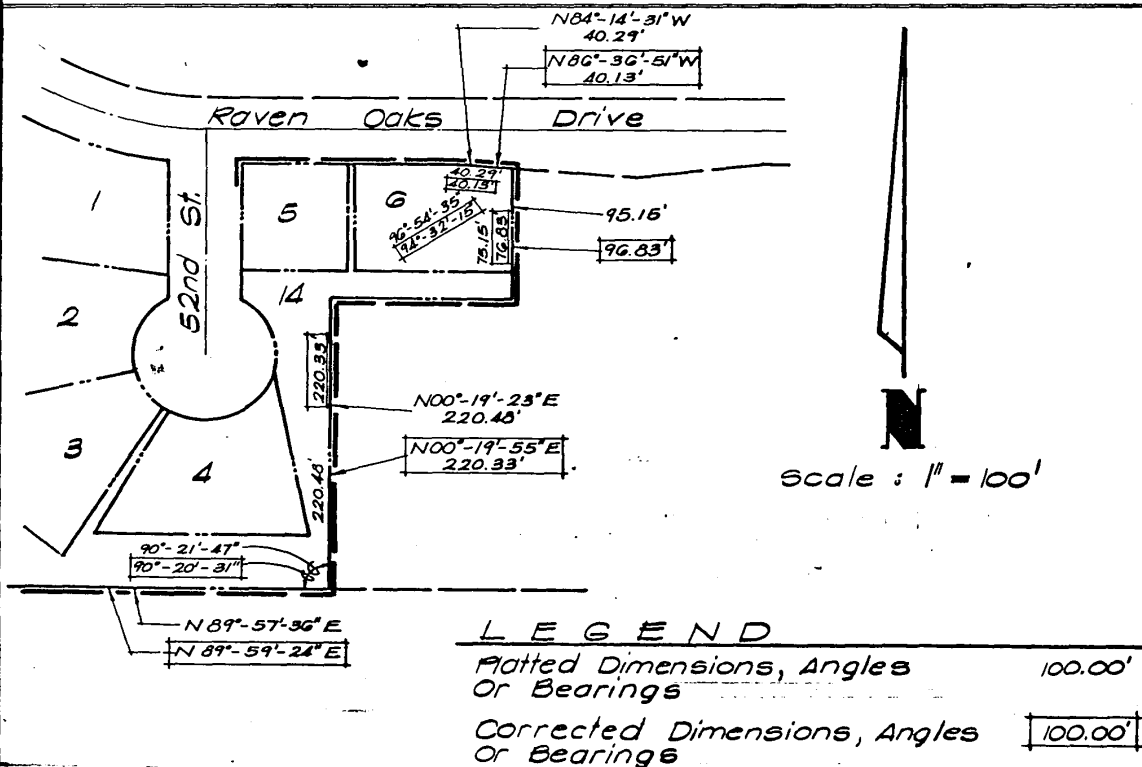 N84°-14'-31"W
40.29'
N86°-36'-51"W
40.13'
Raven Oaks Drive
1
52nd St.
5
6
40.29'
40.13'
96°-54'-35"
94°-32'-15"
75.15'
76.83'
95.15'
96.83'
14
2
220.33'
N00°-19'-23"E
220.48'
N00°-19'-55"E
220.33'
N
Scale : 1" = 100'
3
4
220.48'
90°-21'-47"
90°-20'-31"
N 89°-57'-36" E
N 89°-59'-24" E
LEGEND
Platted Dimensions, Angles 100.00'
Or Bearings
Corrected Dimensions, Angles 100.00'
Or Bearings